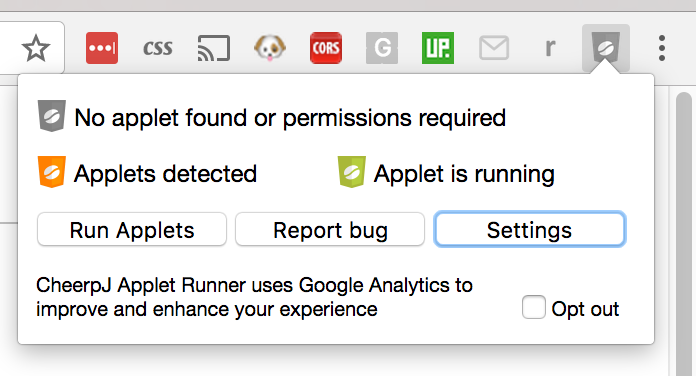 css
CORS
G
UP.
r
No applet found or permissions required
Applets detected
Applet is running
Run Applets
Report bug
Settings
CheerpJ Applet Runner uses Google Analytics to
improve and enhance your experience
Opt out